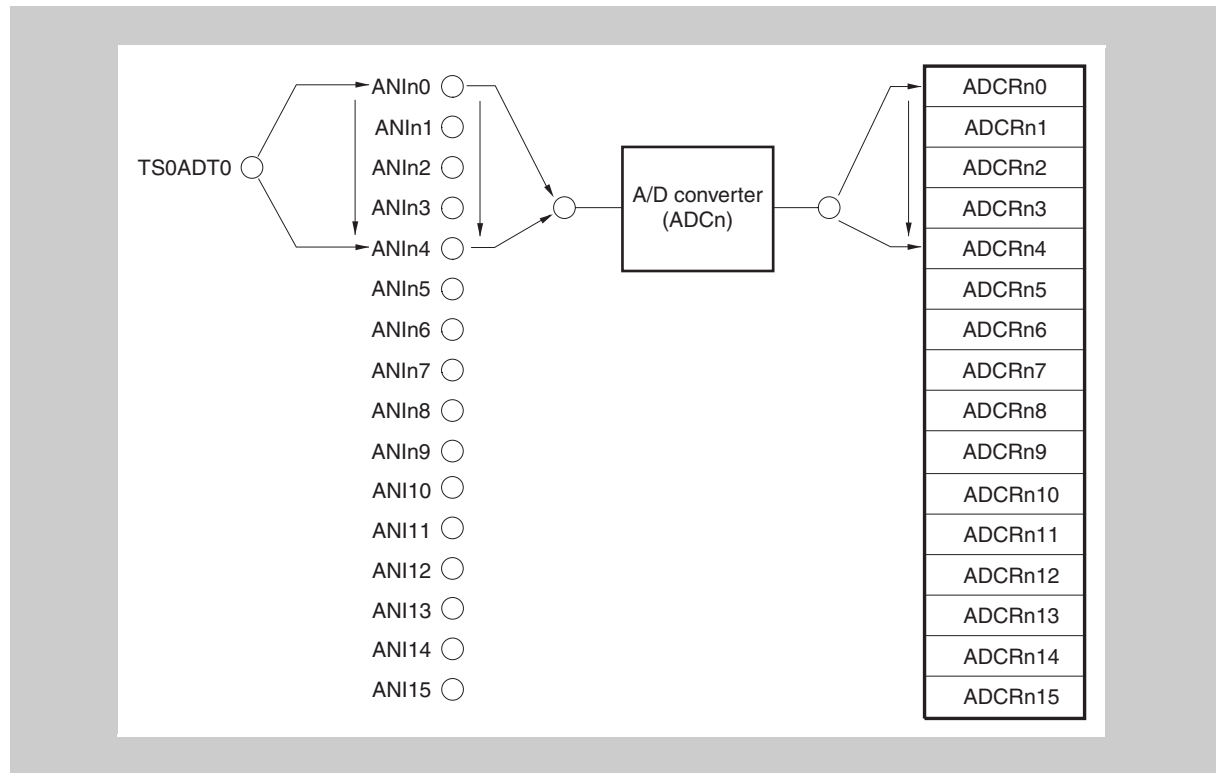 TS0ADT0
ANIn0
ANIn1
ANIn2
ANIn3
ANIn4
ANIn5
ANIn6
ANIn7
ANIn8
ANIn9
ANI10
ANI11
ANI12
ANI13
ANI14
ANI15
A/D converter
(ADCn)
ADCRn0
ADCRn1
ADCRn2
ADCRn3
ADCRn4
ADCRn5
ADCRn6
ADCRn7
ADCRn8
ADCRn9
ADCRn10
ADCRn11
ADCRn12
ADCRn13
ADCRn14
ADCRn15